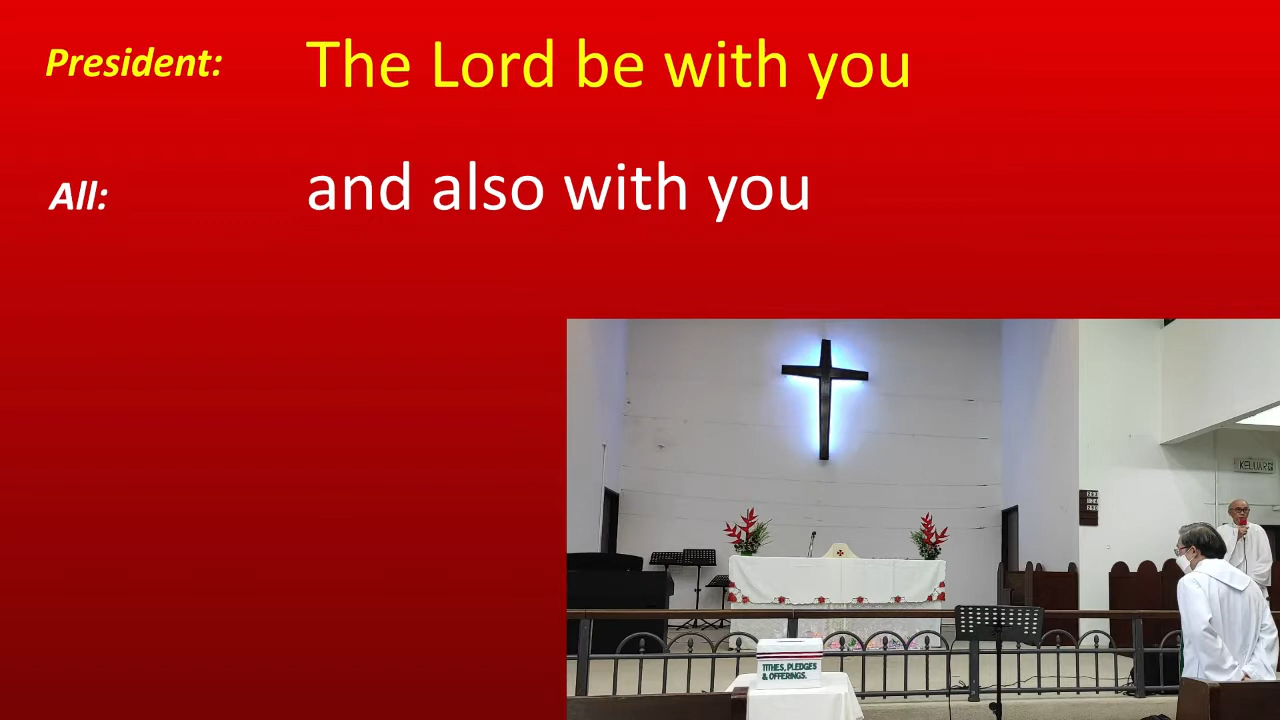 President: The Lord be with you
All: and also with you
KELUAR
TITHES, PLEDGES
& OFFERINGS.